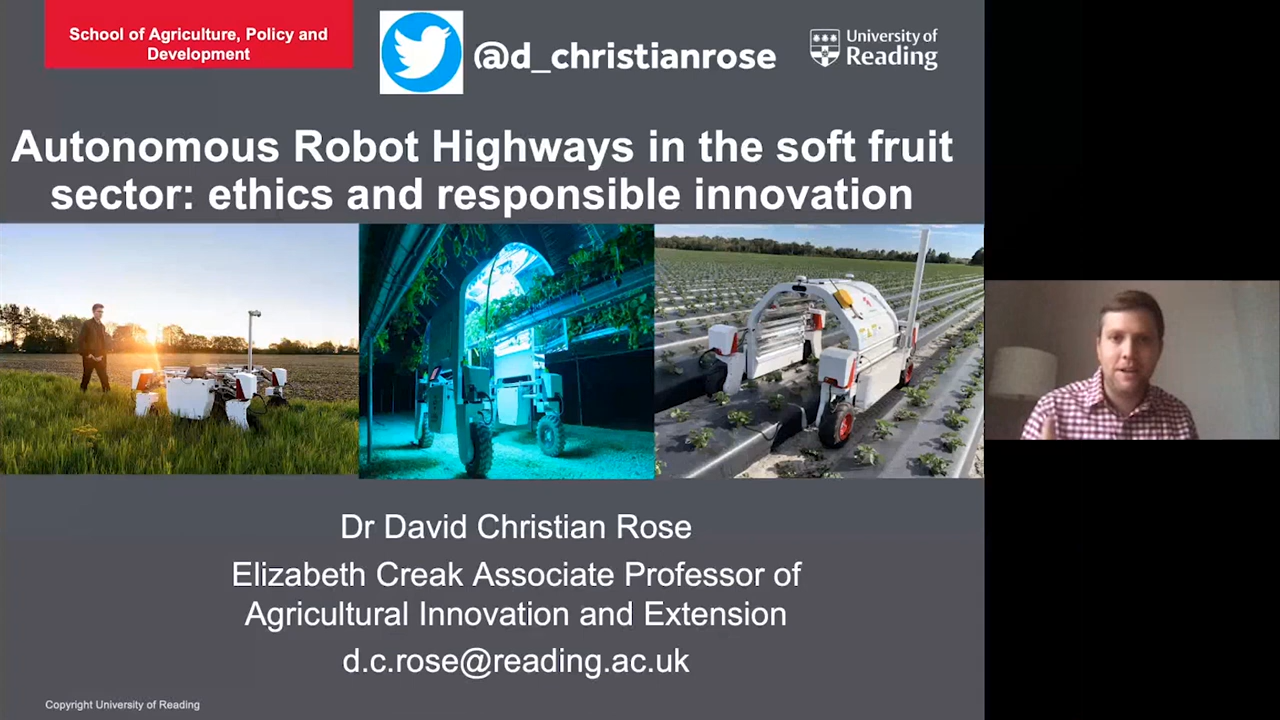 School of Agriculture, Policy and
Development
@d_christianrose
University of
Reading
Autonomous Robot Highways in the soft fruit
sector: ethics and responsible innovation
Dr David Christian Rose
Elizabeth Creak Associate Professor of
Agricultural Innovation and Extension
d.c.rose@reading.ac.uk
Copyright University of Reading